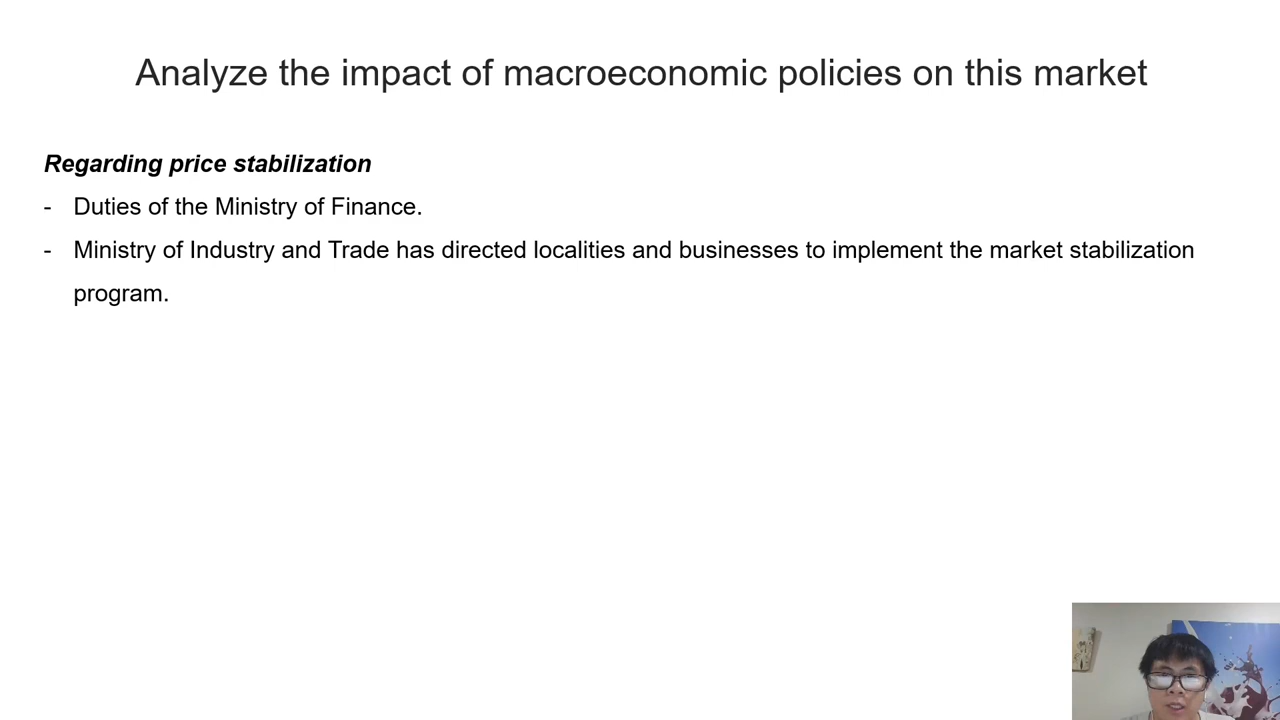 Analyze the impact of macroeconomic policies on this market
Regarding price stabilization
- Duties of the Ministry of Finance.
- Ministry of Industry and Trade has directed localities and businesses to implement the market stabilization
program.